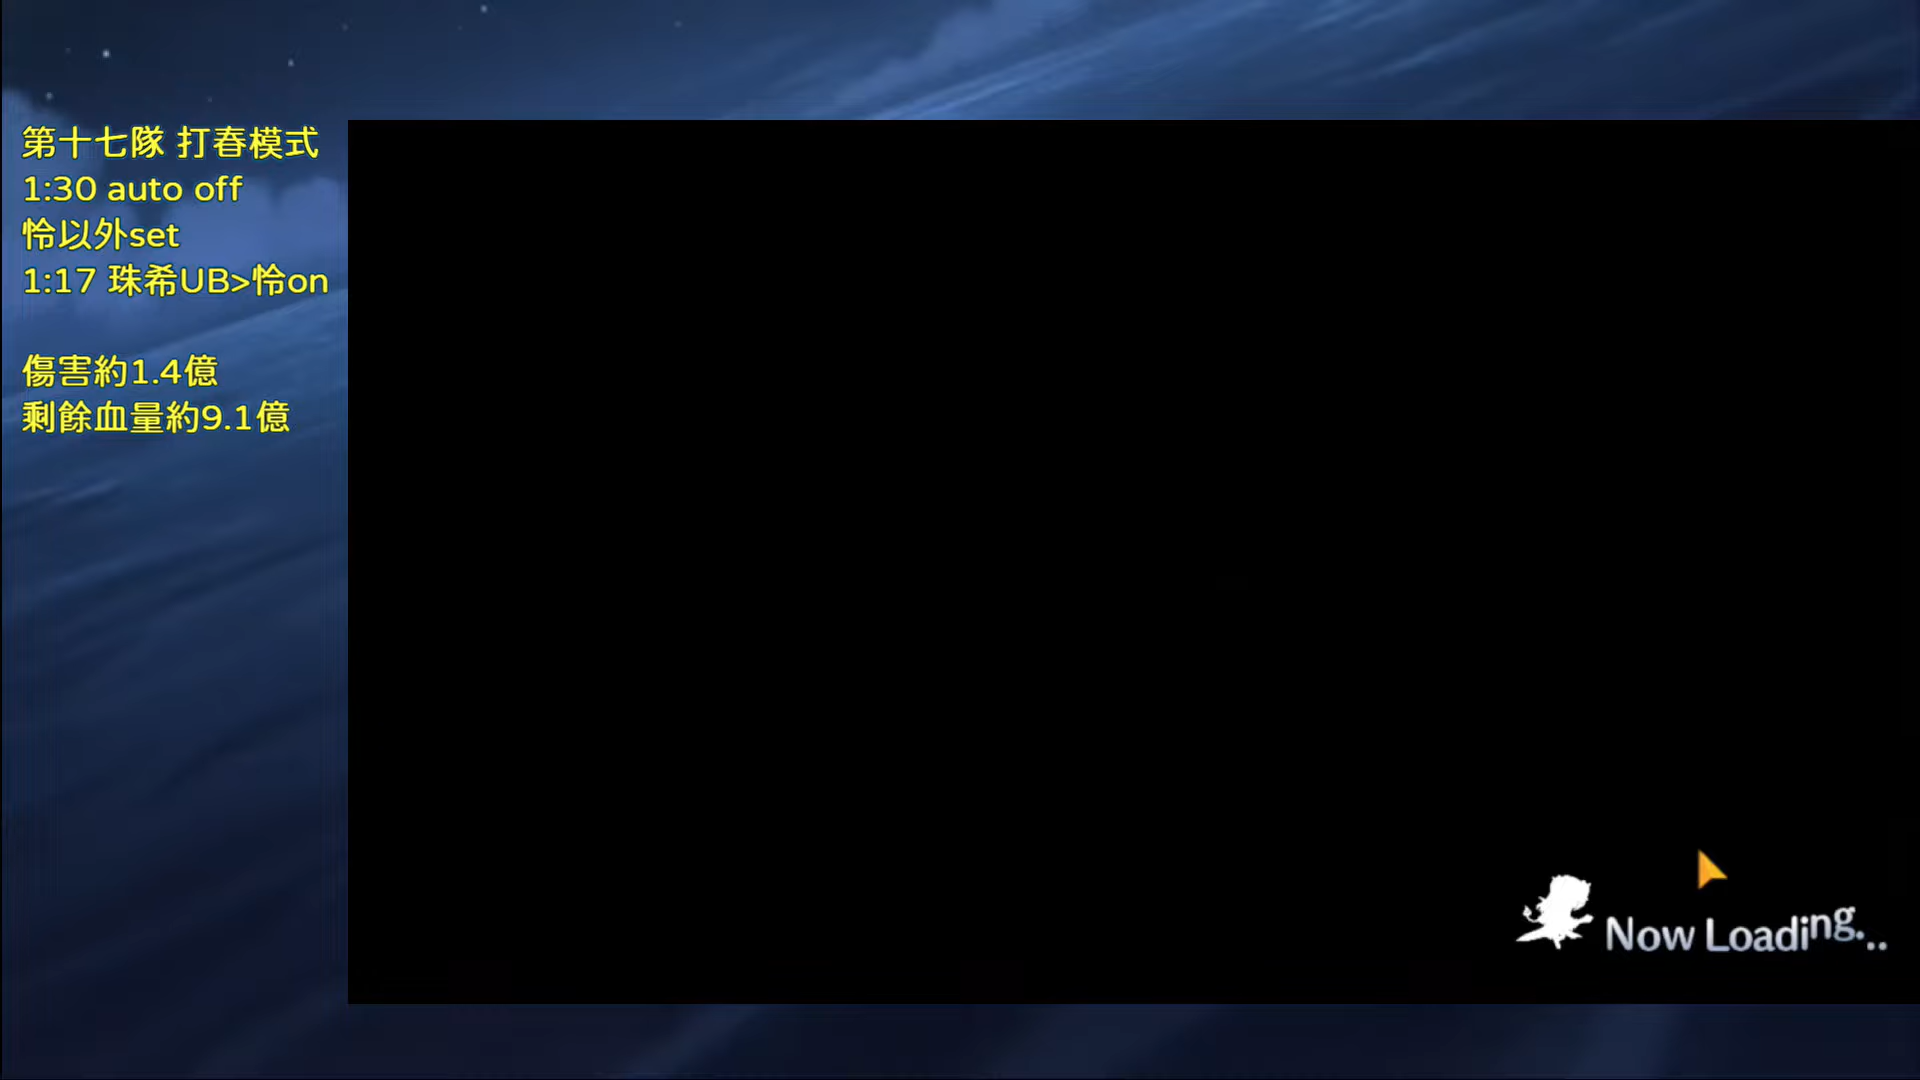 第十七隊 打春模式
1:30 auto off
怜以外set
1:17 珠希UB>怜on
傷害約1.4億
剩餘血量約9.1億
Now Loading...